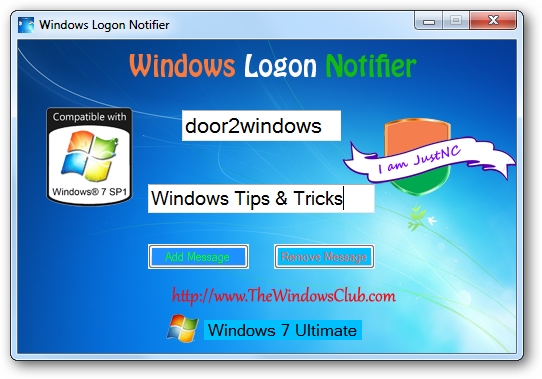 Windows Logon Notifier
Windows Logon Notifier
Compatible with
Windows® 7 SP1
door2windows
I am JustNC
Windows Tips & Tricks
Add Message
Remove Message
http://www.TheWindowsClub.com
Windows 7 Ultimate